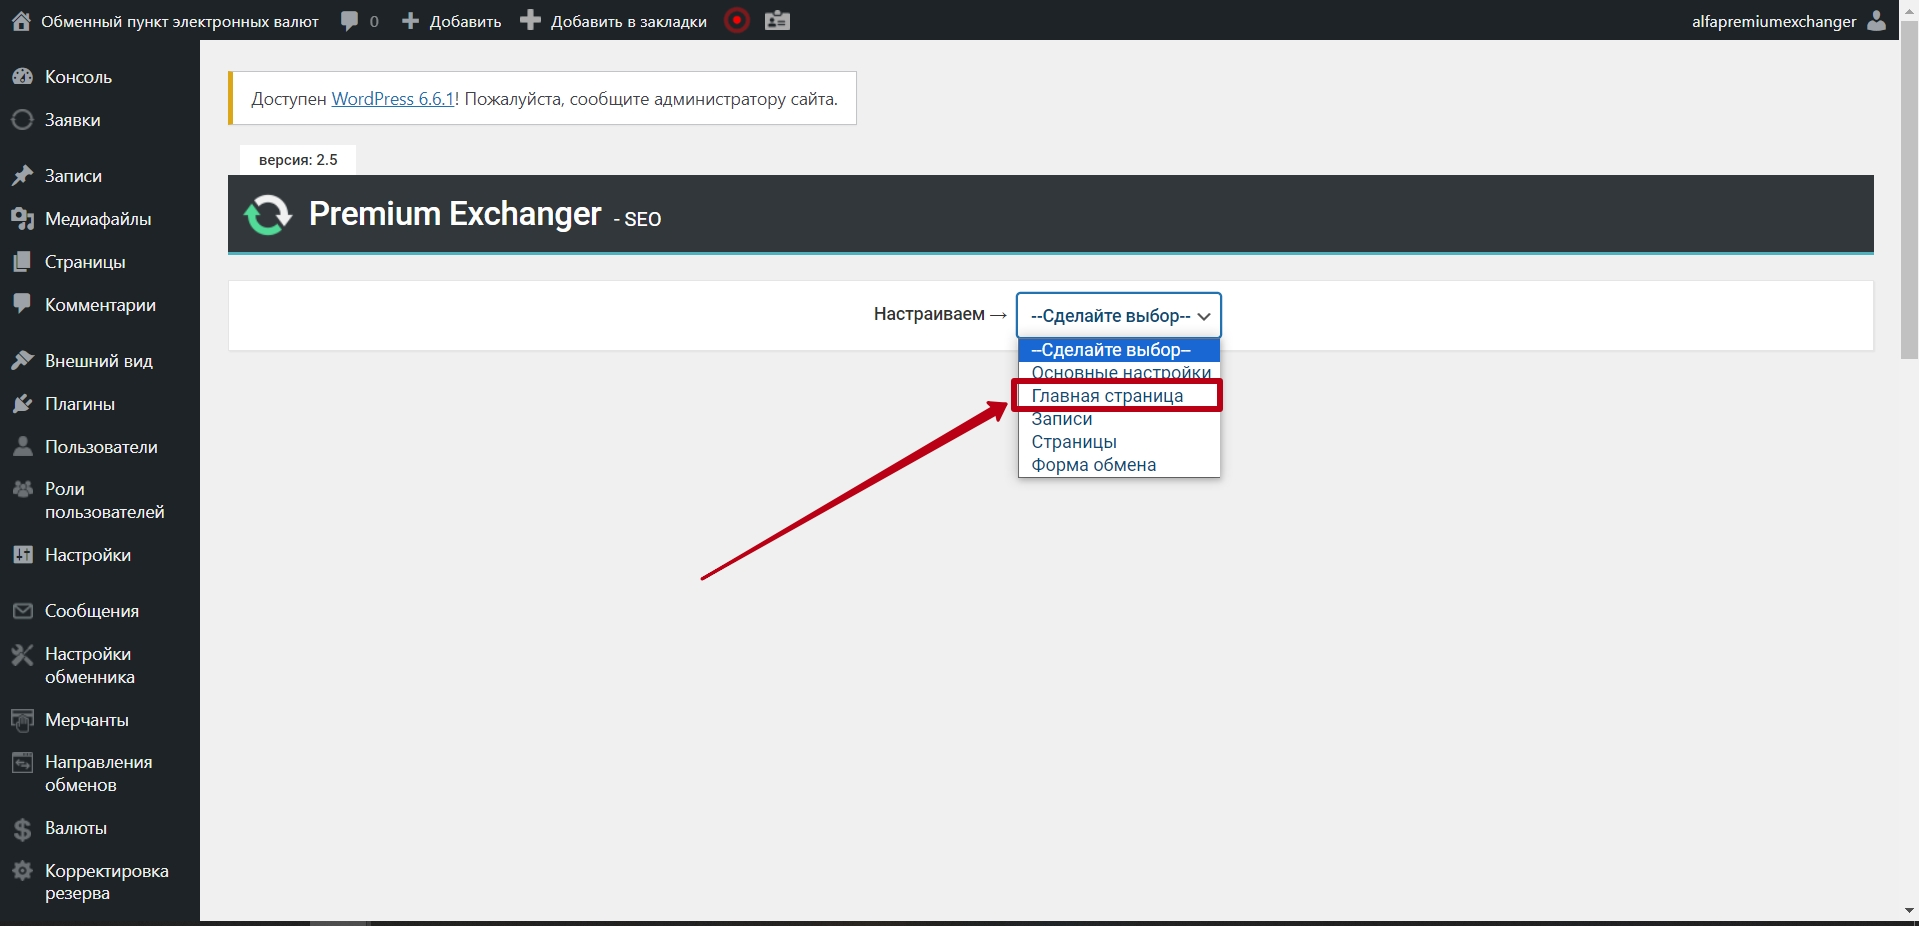 Обменный пункт электронных валют 0 Добавить Добавить в закладки alfapremiumexchanger
Консоль
Заявки
Записи
Медиафайлы
Страницы
Комментарии
Внешний вид
Плагины
Пользователи
Роли
пользователей
Настройки
Сообщения
Настройки
обменника
Мерчанты
Направления
обменов
Валюты
Корректировка
резерва
Доступен WordPress 6.6.1! Пожалуйста, сообщите администратору сайта.
версия: 2.5
Premium Exchanger - SEO
Настраиваем → --Сделайте выбор--
--Сделайте выбор--
Основные настройки
Главная страница
Записи
Страницы
Форма обмена